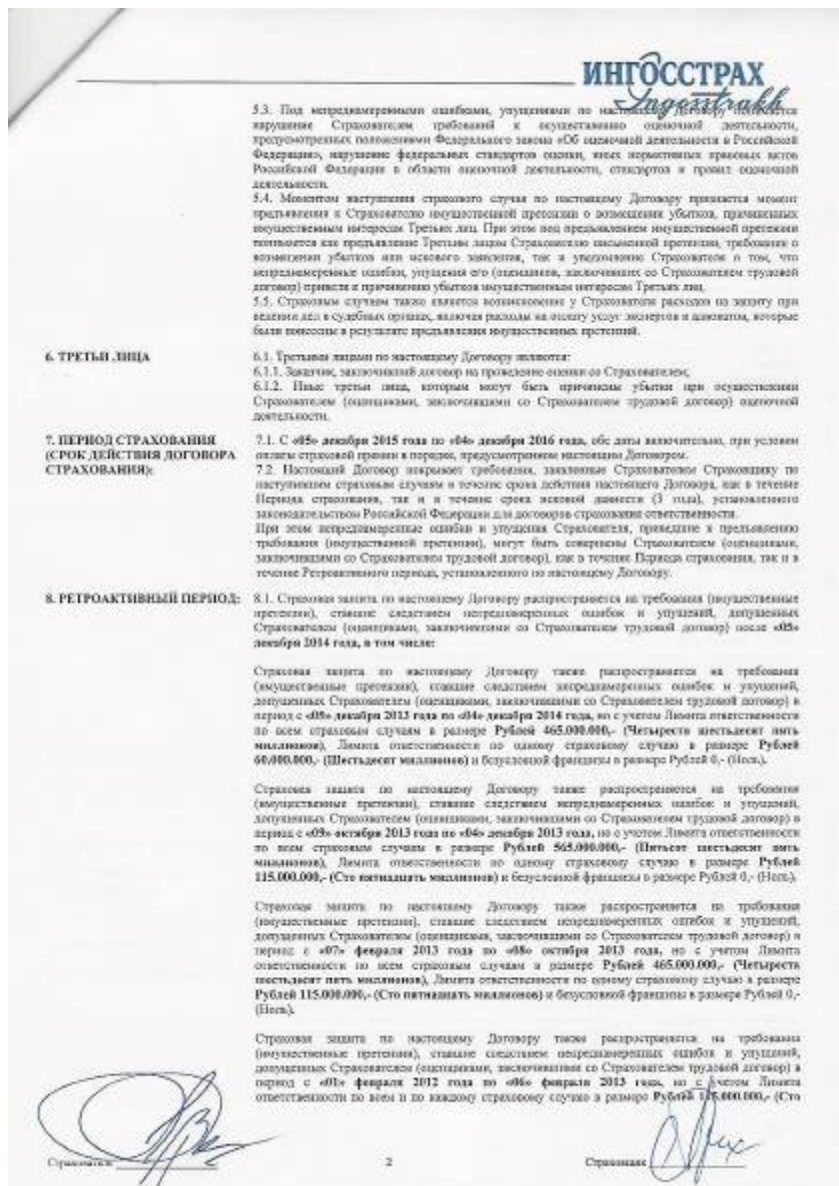 ИНГОССТРАХ
Ingosstrakh
5.3. Под непреднамеренными ошибками, упущениями по настоящему Договору понимается
нарушение Страхователем требований к осуществлению оценочной деятельности,
предусмотренных положениями Федерального закона «Об оценочной деятельности в Российской
Федерации», нарушение федеральных стандартов оценки, иных нормативных правовых актов
Российской Федерации в области оценочной деятельности, стандартов и правил оценочной
деятельности.
5.4. Моментом наступления страхового случая по настоящему Договору признается момент
предъявления к Страхователю имущественной претензии о возмещении убытков, причиненных
имущественным интересам Третьих лиц. При этом под предъявлением имущественной претензии
понимается как предъявление Третьим лицом Страхователю письменной претензии, требования о
возмещении убытков или искового заявления, так и уведомление Страхователя о том, что
непреднамеренные ошибки, упущения его (оценщиков, заключивших со Страхователем трудовой
договор) привели к причинению убытков имущественным интересам Третьих лиц.
5.5. Страховым случаем также является возникновение у Страхователя расходов на защиту при
ведении дел в судебных органах, включая расходы на оплату услуг экспертов и адвокатов, которые
были понесены в результате предъявления имущественных претензий.
6. ТРЕТЬИ ЛИЦА
6.1. Третьими лицами по настоящему Договору являются:
6.1.1. Заказчик, заключивший договор на проведение оценки со Страхователем;
6.1.2. Иные третьи лица, которым могут быть причинены убытки при осуществлении
Страхователем (оценщиками, заключившими со Страхователем трудовой договор) оценочной
деятельности.
7. ПЕРИОД СТРАХОВАНИЯ
(СРОК ДЕЙСТВИЯ ДОГОВОРА
СТРАХОВАНИЯ):
7.1. С «05» декабря 2015 года по «04» декабря 2016 года, обе даты включительно, при условии
оплаты страховой премии в порядке, предусмотренном настоящим Договором.
7.2. Настоящий Договор покрывает требования, заявленные Страхователем Страховщику по
наступившим страховым случаям в течение срока действия настоящего Договора, как в течение
Периода страхования, так и в течение срока исковой давности (3 года), установленного
законодательством Российской Федерации для договоров страхования ответственности.
При этом непреднамеренные ошибки и упущения Страхователя, приведшие к предъявлению
требования (имущественной претензии), могут быть совершены Страхователем (оценщиками,
заключившими со Страхователем трудовой договор), как в течение Периода страхования, так и в
течение Ретроактивного периода, установленного по настоящему Договору.
8. РЕТРОАКТИВНЫЙ ПЕРИОД:
8.1. Страховая защита по настоящему Договору распространяется на требования (имущественные
претензии), ставшие следствием непреднамеренных ошибок и упущений, допущенных
Страхователем (оценщиками, заключившими со Страхователем трудовой договор) после «05»
декабря 2014 года, в том числе:
Страховая защита по настоящему Договору также распространяется на требования
(имущественные претензии), ставшие следствием непреднамеренных ошибок и упущений,
допущенных Страхователем (оценщиками, заключившими со Страхователем трудовой договор) в
период с «05» декабря 2013 года по «04» декабря 2014 года, но с учетом Лимита ответственности
по всем страховым случаям в размере Рублей 465.000.000,- (Четыреста шестьдесят пять
миллионов), Лимита ответственности по одному страховому случаю в размере Рублей
60.000.000,- (Шестьдесят миллионов) и безусловной франшизы в размере Рублей 0,- (Ноль).
Страховая защита по настоящему Договору также распространяется на требования
(имущественные претензии), ставшие следствием непреднамеренных ошибок и упущений,
допущенных Страхователем (оценщиками, заключившими со Страхователем трудовой договор) в
период с «09» октября 2013 года по «04» декабря 2013 года, но с учетом Лимита ответственности
по всем страховым случаям в размере Рублей 565.000.000,- (Пятьсот шестьдесят пять
миллионов), Лимита ответственности по одному страховому случаю в размере Рублей
115.000.000,- (Сто пятнадцать миллионов) и безусловной франшизы в размере Рублей 0,- (Ноль).
Страховая защита по настоящему Договору также распространяется на требования
(имущественные претензии), ставшие следствием непреднамеренных ошибок и упущений,
допущенных Страхователем (оценщиками, заключившими со Страхователем трудовой договор) в
период с «07» февраля 2013 года по «08» октября 2013 года, но с учетом Лимита
ответственности по всем страховым случаям в размере Рублей 465.000.000,- (Четыреста
шестьдесят пять миллионов), Лимита ответственности по одному страховому случаю в размере
Рублей 115.000.000,- (Сто пятнадцать миллионов) и безусловной франшизы в размере Рублей 0,-
(Ноль).
Страховая защита по настоящему Договору также распространяется на требования
(имущественные претензии), ставшие следствием непреднамеренных ошибок и упущений,
допущенных Страхователем (оценщиками, заключившими со Страхователем трудовой договор) в
период с «01» февраля 2012 года по «06» февраля 2013 года, но с учетом Лимита
ответственности по всем и по каждому страховому случаю в размере Рублей 115.000.000,- (Сто
Страхователь
2
Страховщик